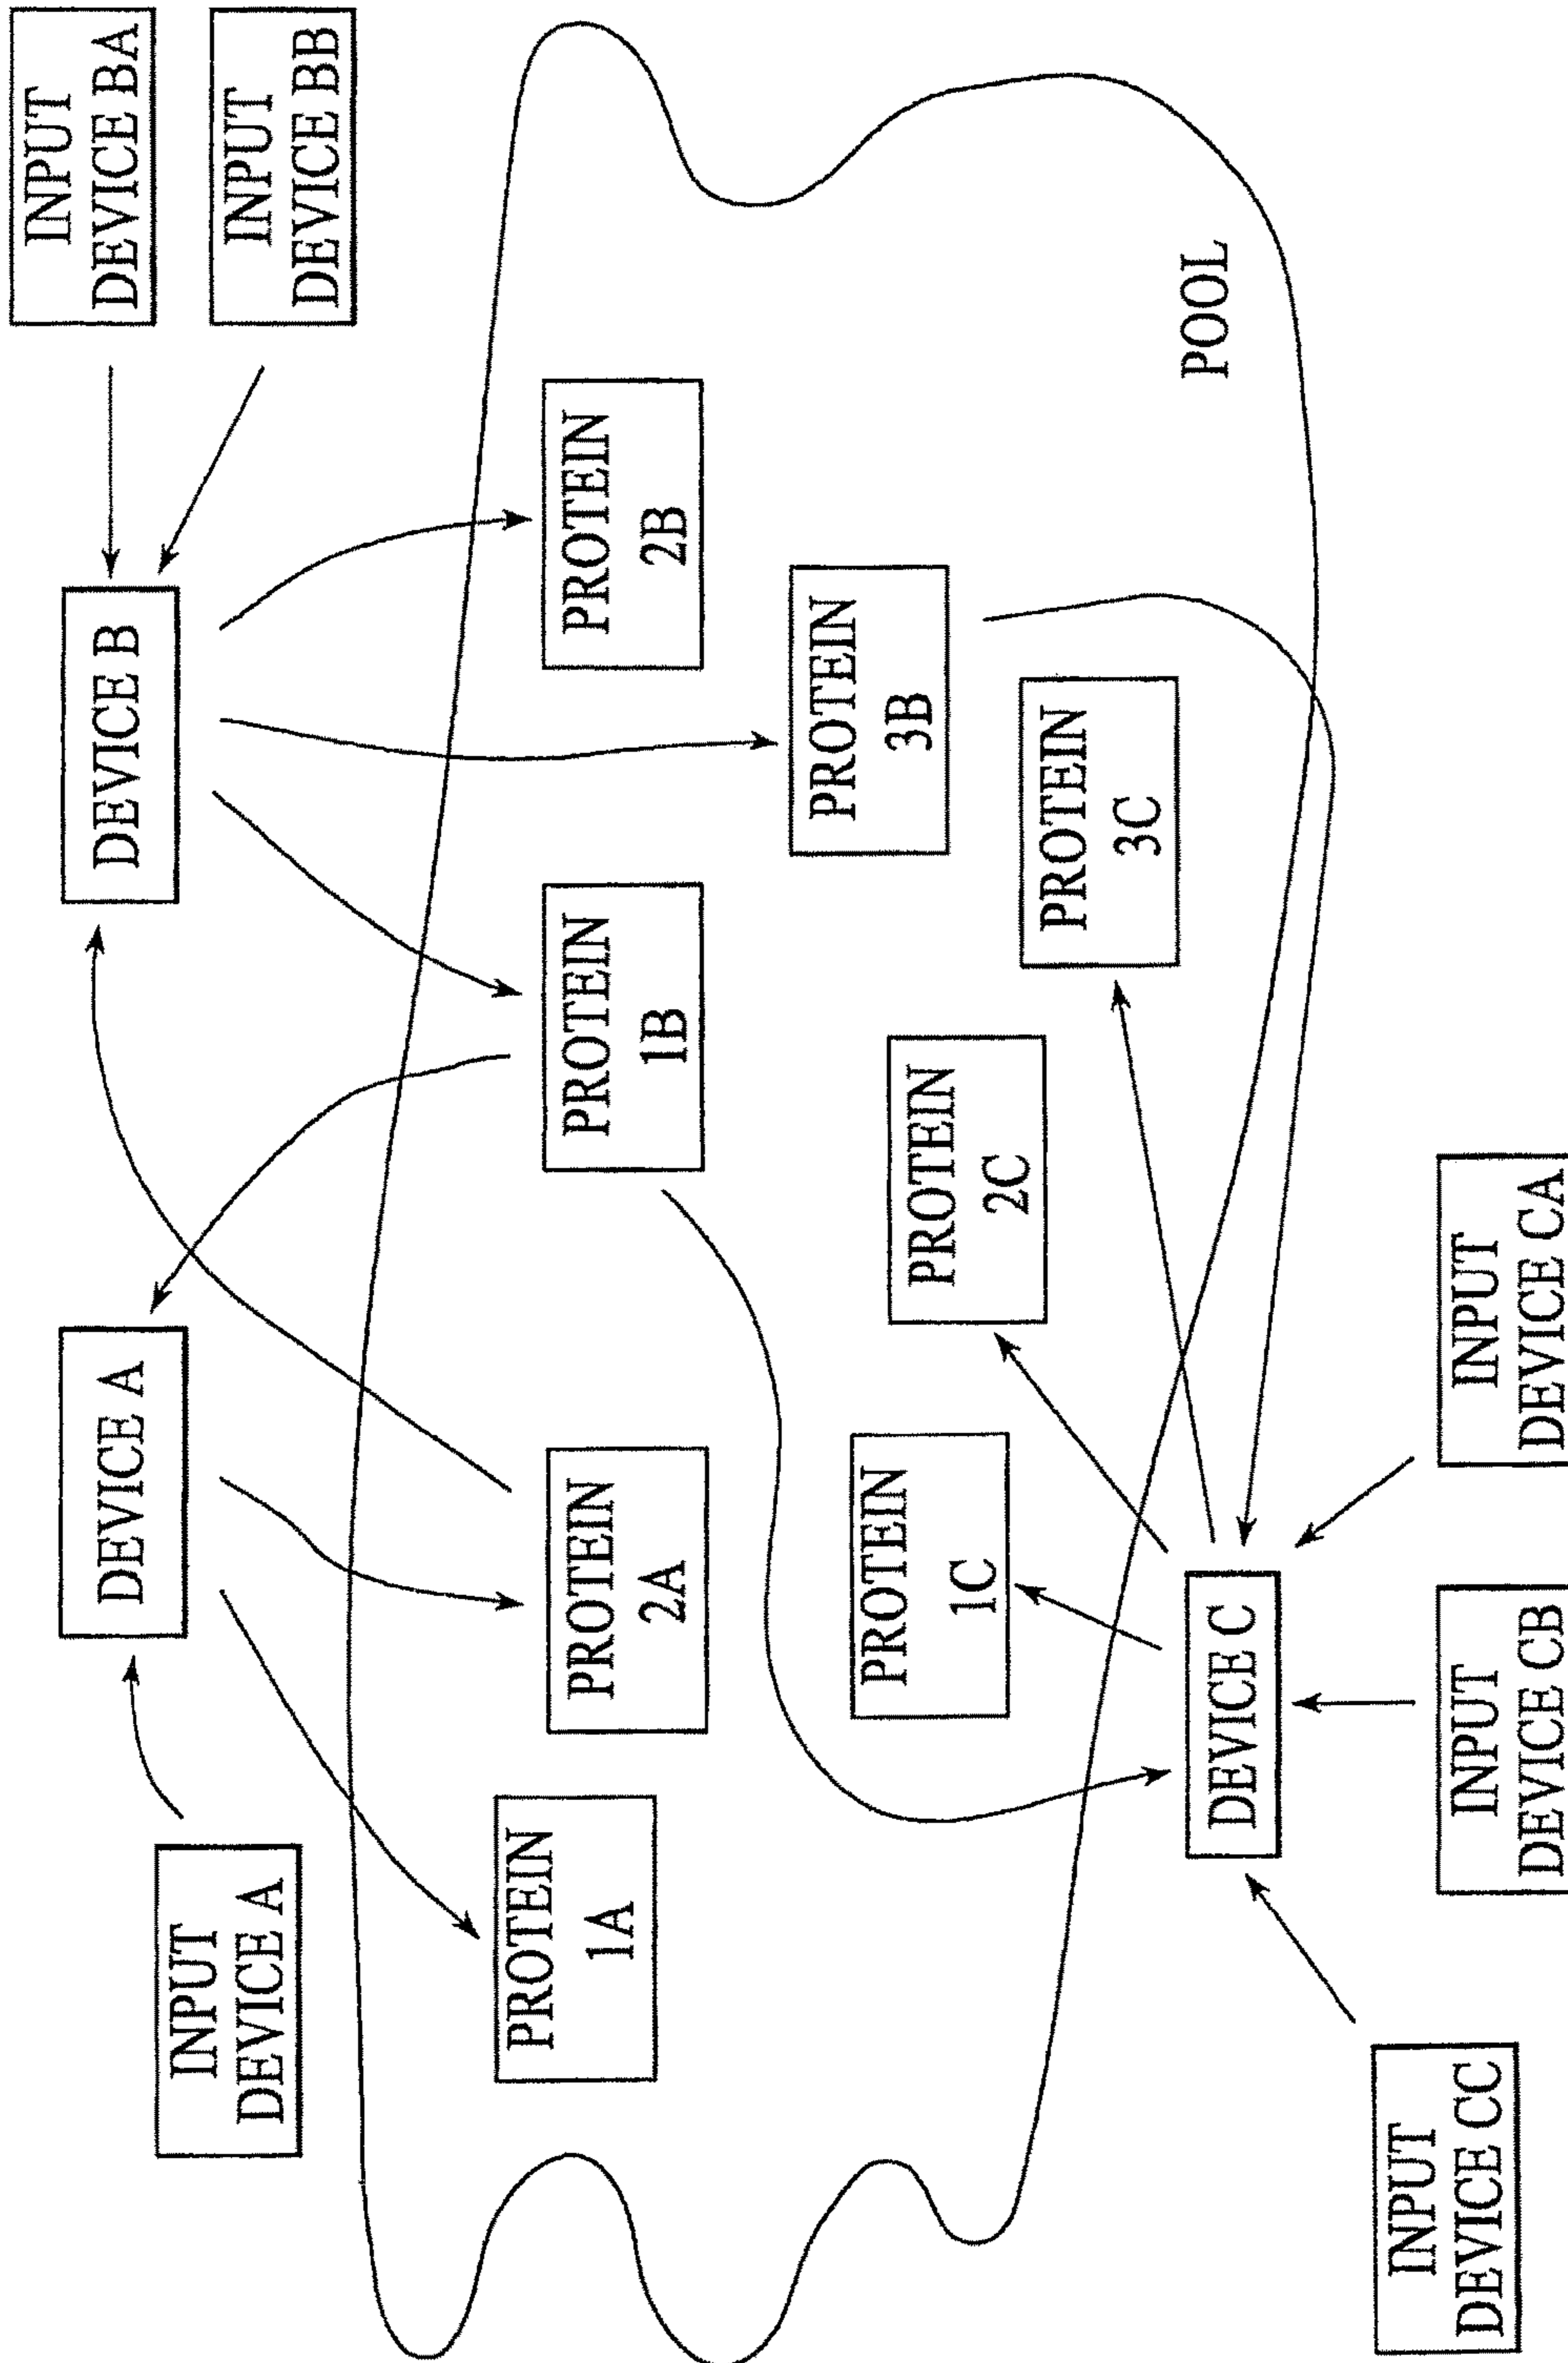 INPUT
DEVICE A
DEVICE A
DEVICE B
INPUT
DEVICE BA
INPUT
DEVICE BB
PROTEIN
1A
PROTEIN
2A
PROTEIN
1B
PROTEIN
2B
PROTEIN
3B
PROTEIN
1C
PROTEIN
2C
PROTEIN
3C
POOL
DEVICE C
INPUT
DEVICE CC
INPUT
DEVICE CB
INPUT
DEVICE CA